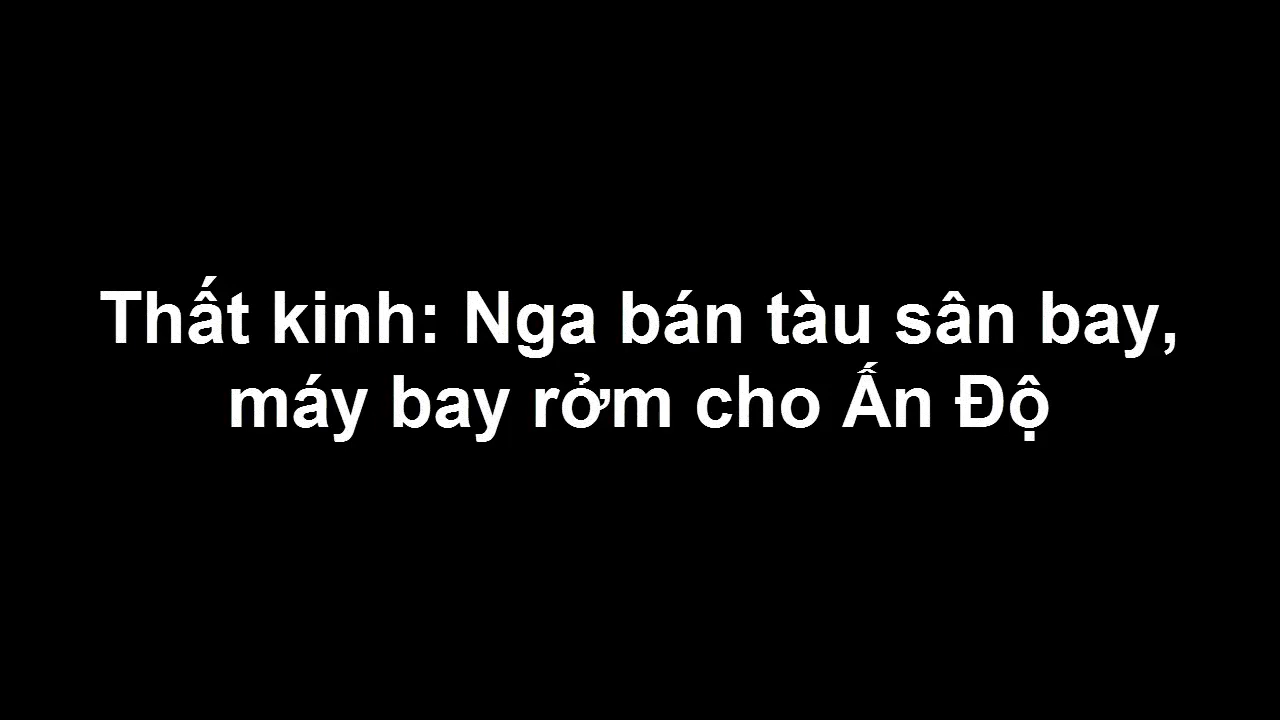 Thất kinh: Nga bán tàu sân bay,
máy bay rởm cho Ấn Độ